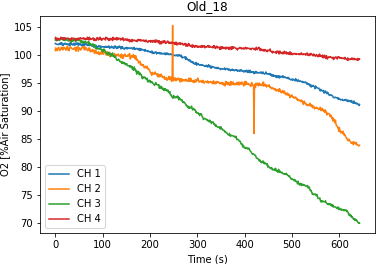 Old_18
O2 [%Air Saturation]
105
100
95
90
85
80
75
70
CH 1
CH 2
CH 3
CH 4
0 100 200 300 400 500 600
Time (s)